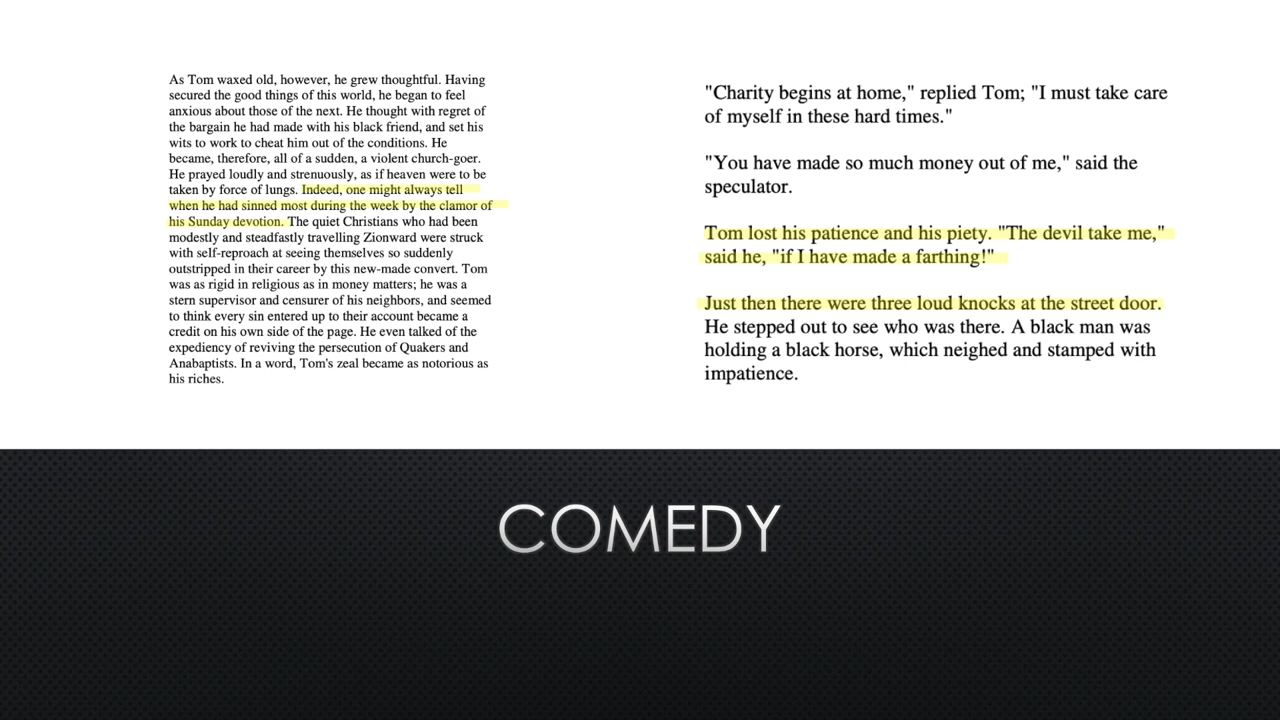 As Tom waxed old, however, he grew thoughtful. Having
secured the good things of this world, he began to feel
anxious about those of the next. He thought with regret of
the bargain he had made with his black friend, and set his
wits to work to cheat him out of the conditions. He
became, therefore, all of a sudden, a violent church-goer.
He prayed loudly and strenuously, as if heaven were to be
taken by force of lungs. Indeed, one might always tell
when he had sinned most during the week by the clamor of
his Sunday devotion. The quiet Christians who had been
modestly and steadfastly travelling Zionward were struck
with self-reproach at seeing themselves so suddenly
outstripped in their career by this new-made convert. Tom
was as rigid in religious as in money matters; he was a
stern supervisor and censurer of his neighbors, and seemed
to think every sin entered up to their account became a
credit on his own side of the page. He even talked of the
expediency of reviving the persecution of Quakers and
Anabaptists. In a word, Tom's zeal became as notorious as
his riches.
"Charity begins at home," replied Tom; "I must take care
of myself in these hard times."
"You have made so much money out of me," said the
speculator.
Tom lost his patience and his piety. "The devil take me,"
said he, "if I have made a farthing!"
Just then there were three loud knocks at the street door.
He stepped out to see who was there. A black man was
holding a black horse, which neighed and stamped with
impatience.
COMEDY